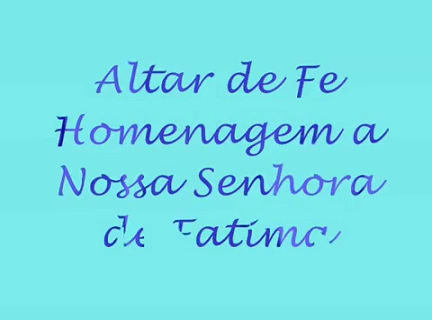 Altar de Fe
Homenagem a
Nossa Senhora
de Fatima